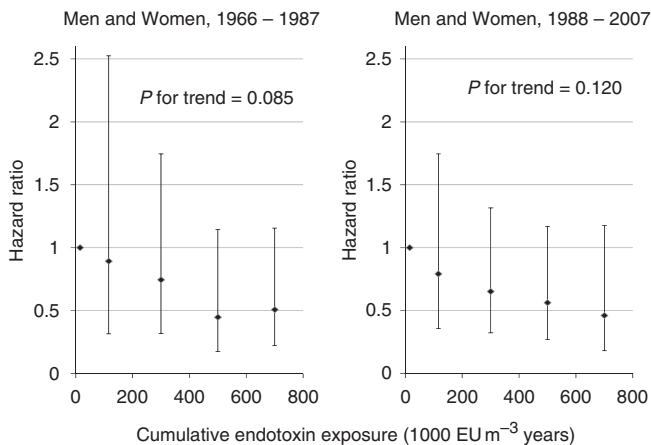 Men and Women, 1966 – 1987
2.5
2
1.5
1
0.5
0
P for trend = 0.085
Hazard ratio
0 200 400 600 800
Men and Women, 1988 – 2007
2.5
2
1.5
1
0.5
0
P for trend = 0.120
Hazard ratio
0 200 400 600 800
Cumulative endotoxin exposure (1000 EU m⁻³ years)